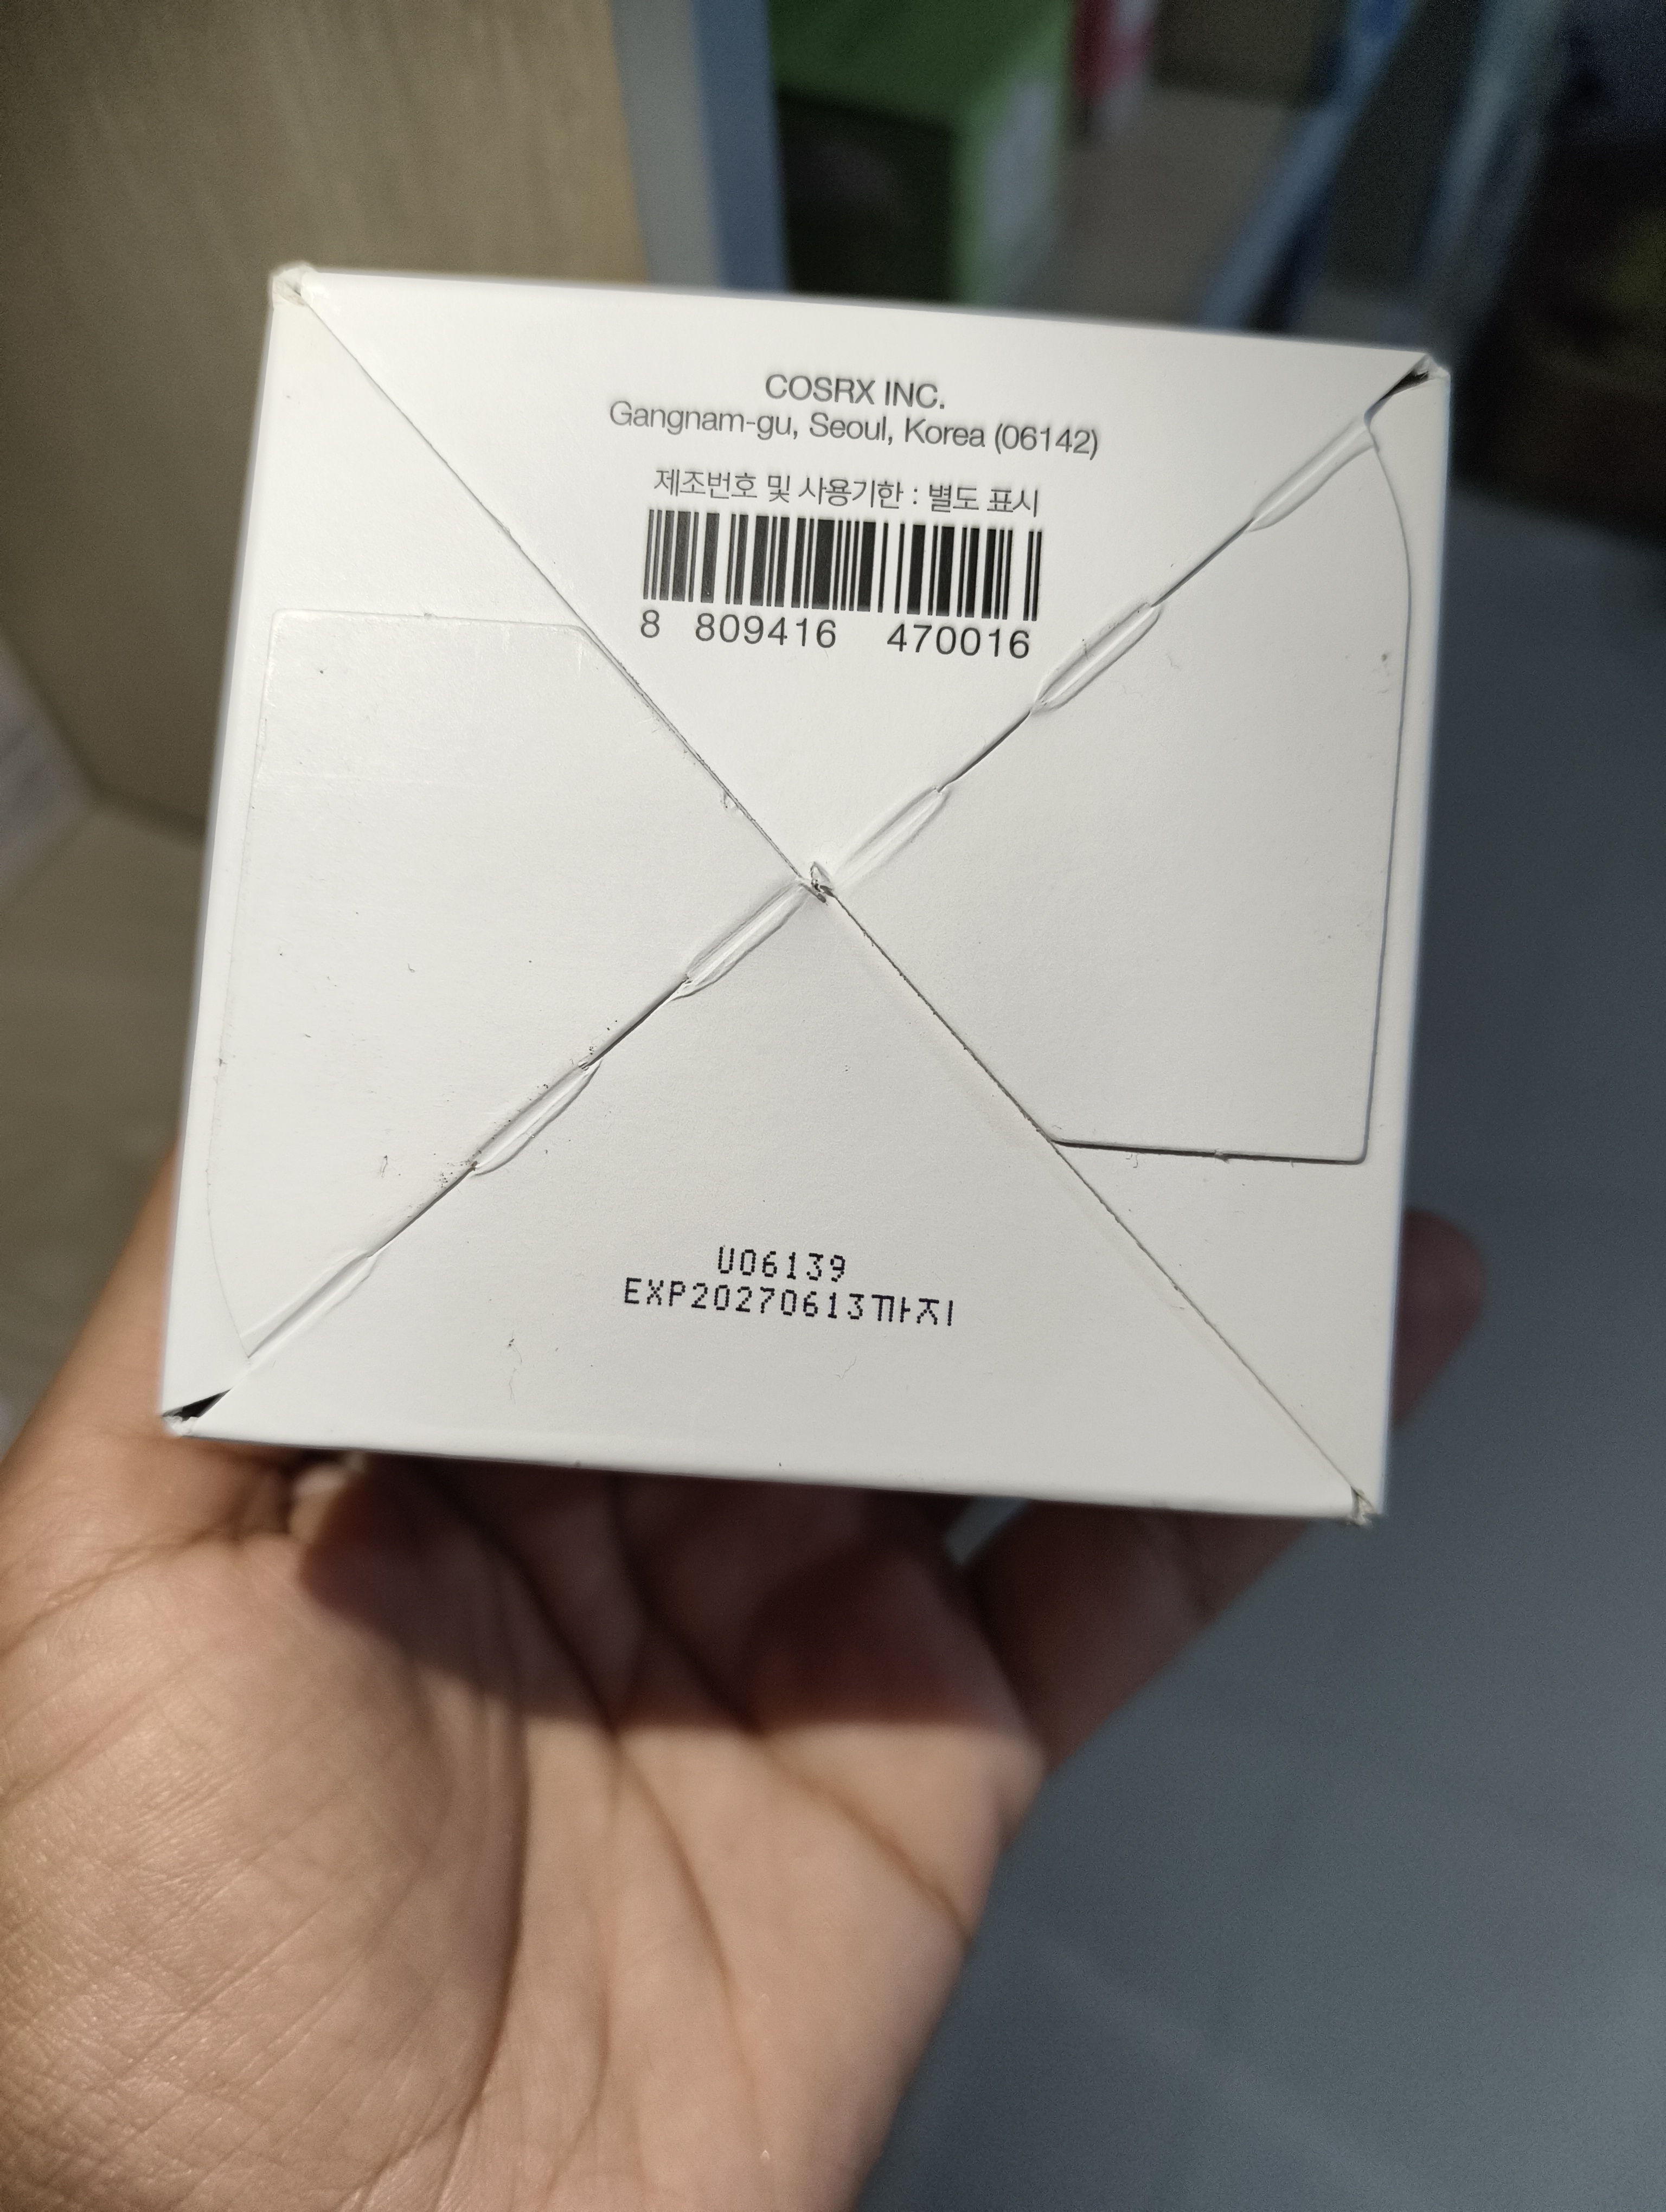 COSRX INC.
Gangnam-gu, Seoul, Korea (06142)
제조번호 및 사용기한 : 별도 표시
8 809416 470016
U06139
EXP20270613까지